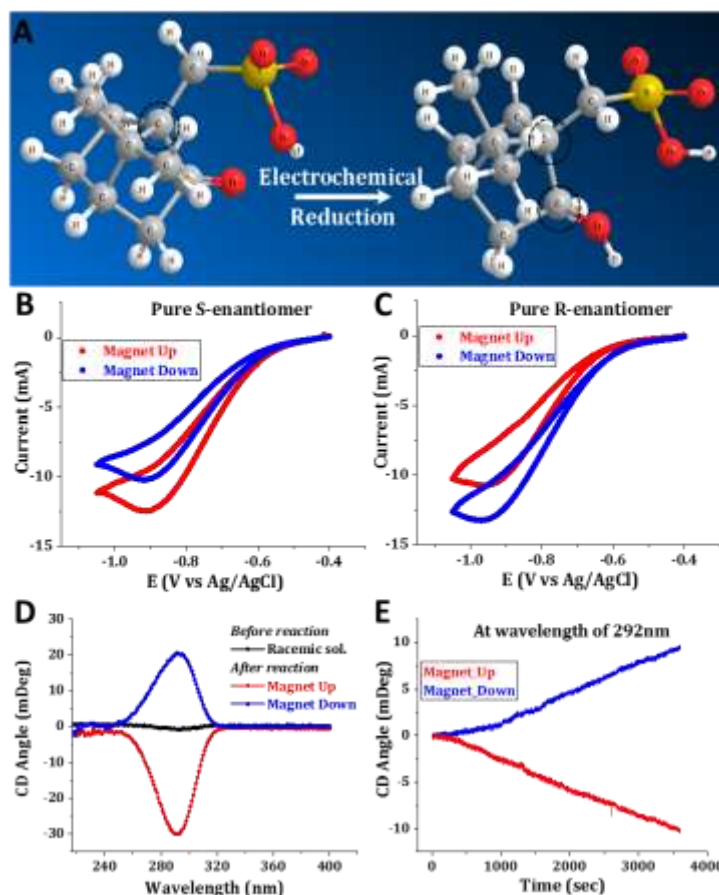 A
Electrochemical
Reduction
B
Pure S-enantiomer
Magnet Up
Magnet Down
Current (mA)
0
-5
-10
-15
-1.0
-0.8
-0.6
-0.4
E (V vs Ag/AgCl)
C
Pure R-enantiomer
Magnet Up
Magnet Down
Current (mA)
0
-5
-10
-15
-1.0
-0.8
-0.6
-0.4
E (V vs Ag/AgCl)
D
Before reaction
Racemic sol.
After reaction
Magnet Up
Magnet Down
CD Angle (mDeg)
30
20
10
0
-10
-20
-30
240
280
320
360
400
Wavelength (nm)
E
At wavelength of 292nm
Magnet_Up
Magnet_Down
CD Angle (mDeg)
10
5
0
-5
-10
0
1000
2000
3000
4000
Time (sec)